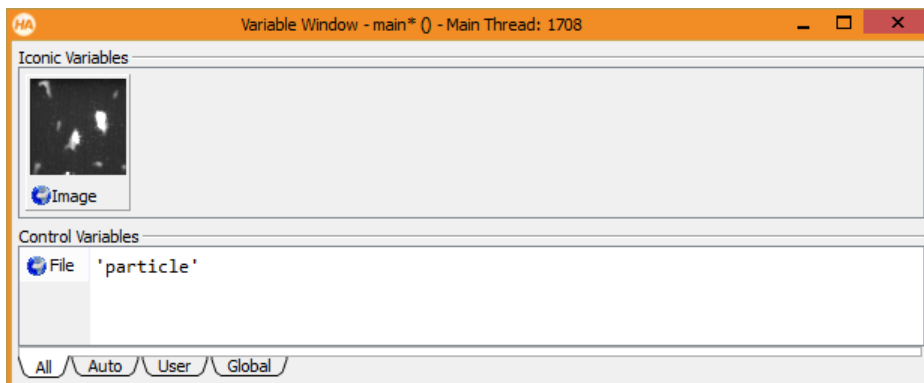 HA Variable Window - main* () - Main Thread: 1708
Iconic Variables
Image
Control Variables
File 'particle'
All Auto User Global